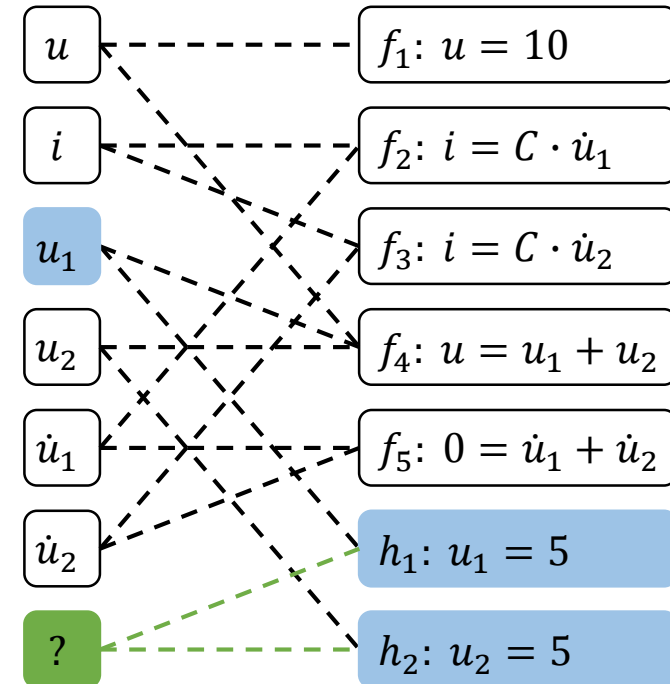 u
f₁: u = 10
i
f₂: i = C · u̇₁
u₁
f₃: i = C · u̇₂
u₂
f₄: u = u₁ + u₂
u̇₁
f₅: 0 = u̇₁ + u̇₂
u̇₂
h₁: u₁ = 5
?
h₂: u₂ = 5